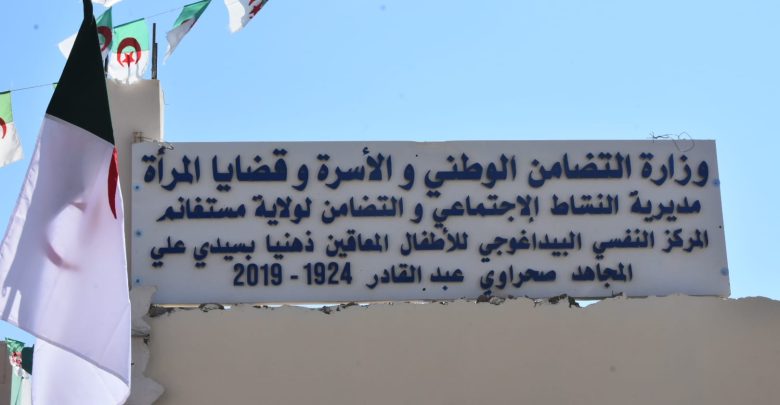 وزارة التضامن الوطني و الأسرة و قضايا المرأة
مديرية النشاط الإجتماعي و التضامن لولاية مستغانم
المركز النفسي البيداغوجي للأطفال المعاقين ذهنيا بسيدي علي
المجاهد صحراوي عبد القادر 1924 - 2019